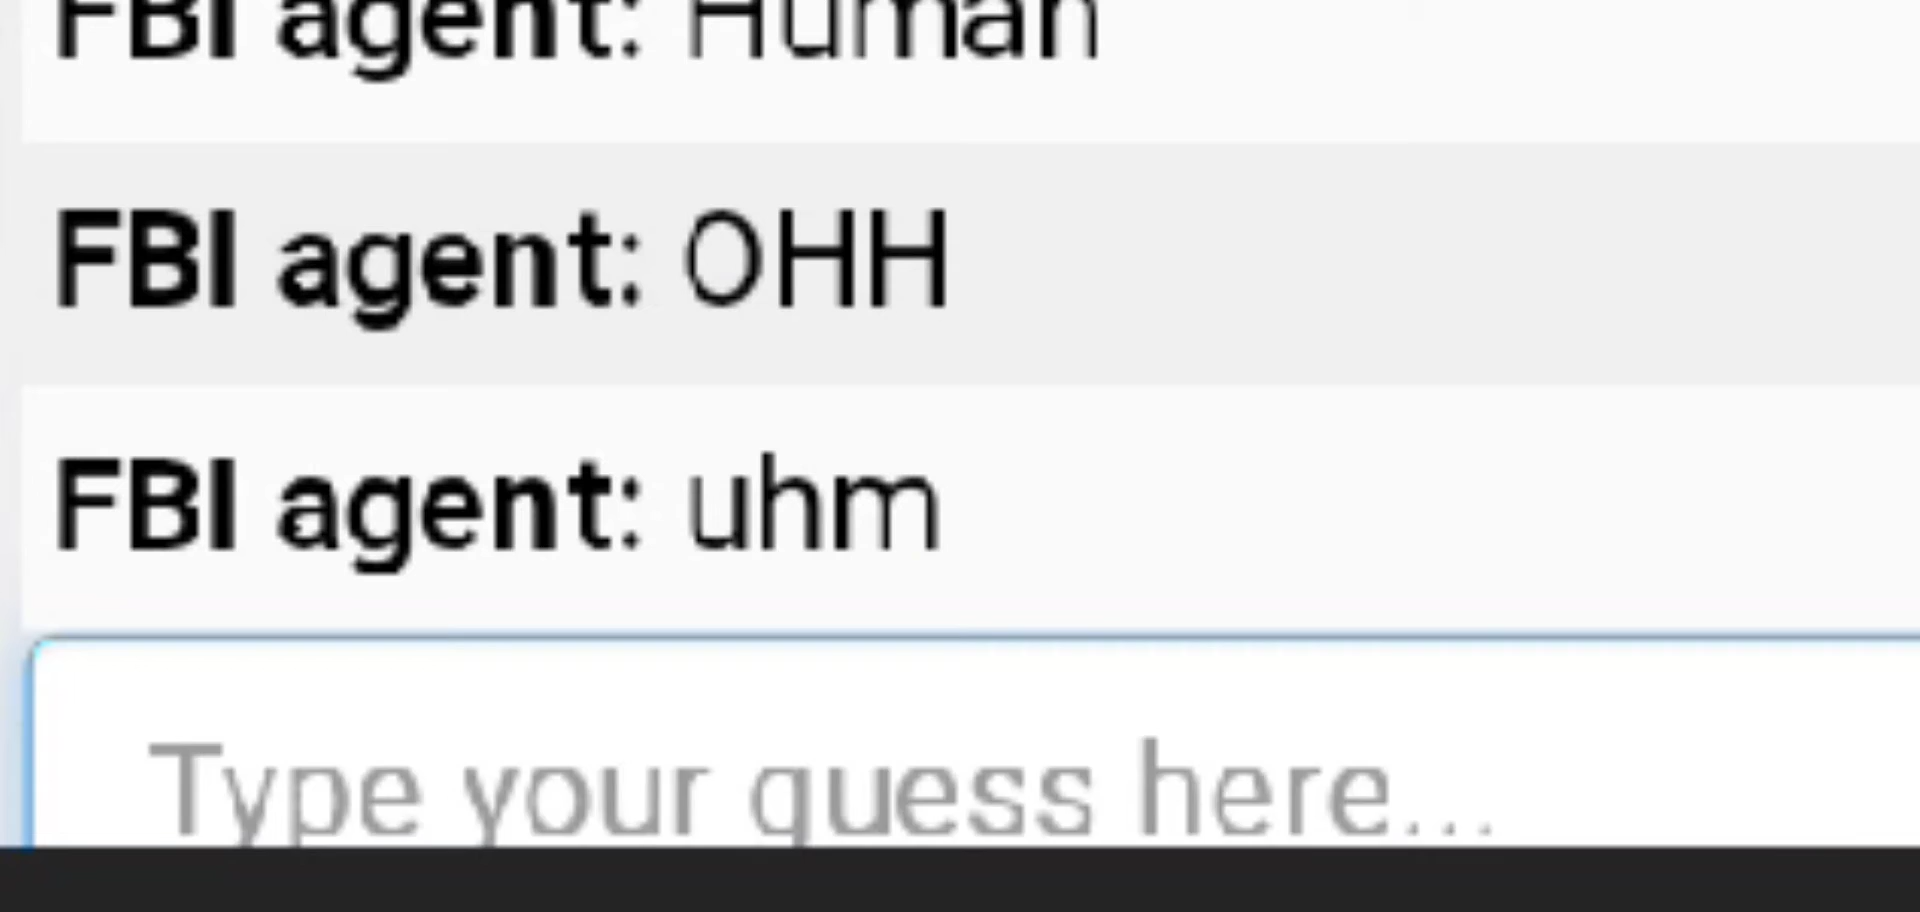 FBI agent: Human
FBI agent: OHH
FBI agent: uhm
Type your guess here...